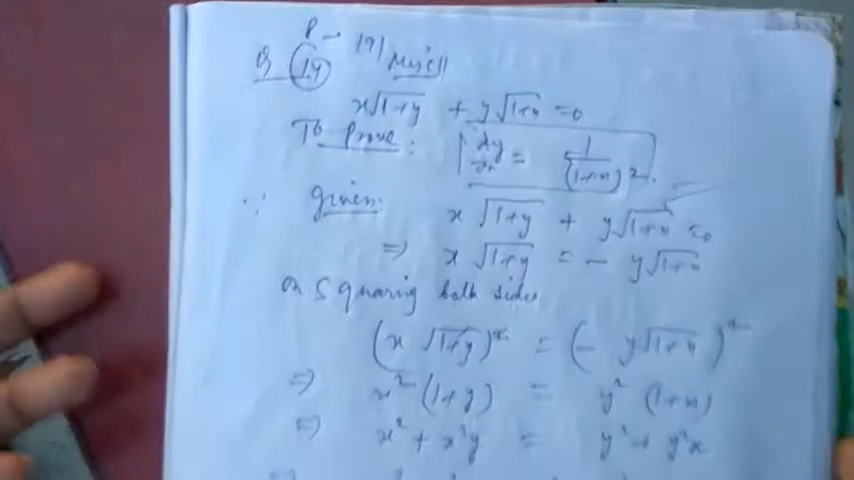 P - 191 Miscell
Q 14
x√1+y + y√1+x = 0
To Prove : dy/dx = 1/(1+x)²
∵ given x√1+y + y√1+x = 0
⇒ x√1+y = - y√1+x
On Squaring both sides
(x√1+y)² = (- y√1+x)²
⇒ x² (1+y) = y² (1+x)
⇒ x² + x²y = y² + y²x